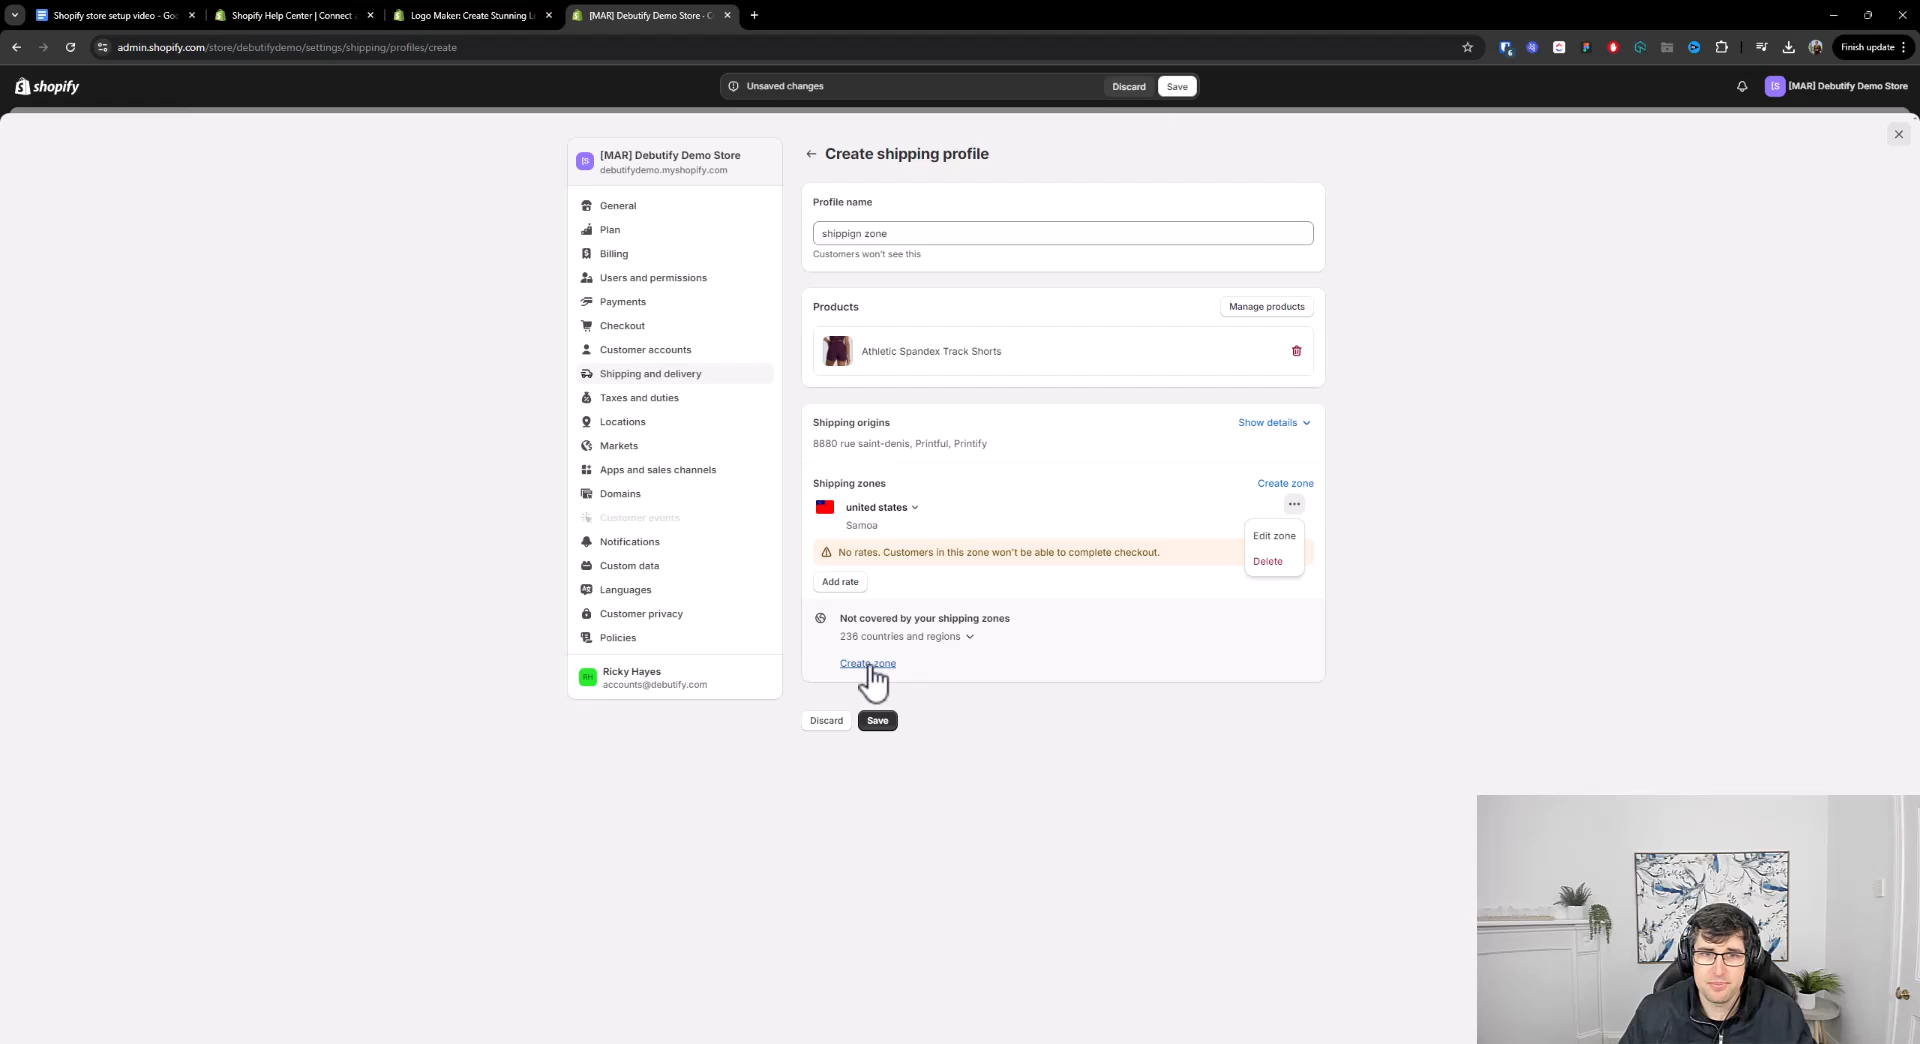 Shopify store setup video - Goo
Shopify Help Center | Connect a
Logo Maker: Create Stunning L
[MAR] Debutify Demo Store · C
admin.shopify.com/store/debutifydemo/settings/shipping/profiles/create
6
Finish update
shopify
Unsaved changes
Discard
Save
[S
[MAR] Debutify Demo Store
[S
[MAR] Debutify Demo Store
debutifydemo.myshopify.com
General
Plan
Billing
Users and permissions
Payments
Checkout
Customer accounts
Shipping and delivery
Taxes and duties
Locations
Markets
Apps and sales channels
Domains
Customer events
Notifications
Custom data
Languages
Customer privacy
Policies
RH
Ricky Hayes
accounts@debutify.com
Create shipping profile
Profile name
shippign zone
Customers won't see this
Products
Manage products
Athletic Spandex Track Shorts
Shipping origins
Show details
8880 rue saint-denis, Printful, Printify
Shipping zones
Create zone
united states
Samoa
Edit zone
Delete
No rates. Customers in this zone won't be able to complete checkout.
Add rate
Not covered by your shipping zones
236 countries and regions
Create zone
Discard
Save